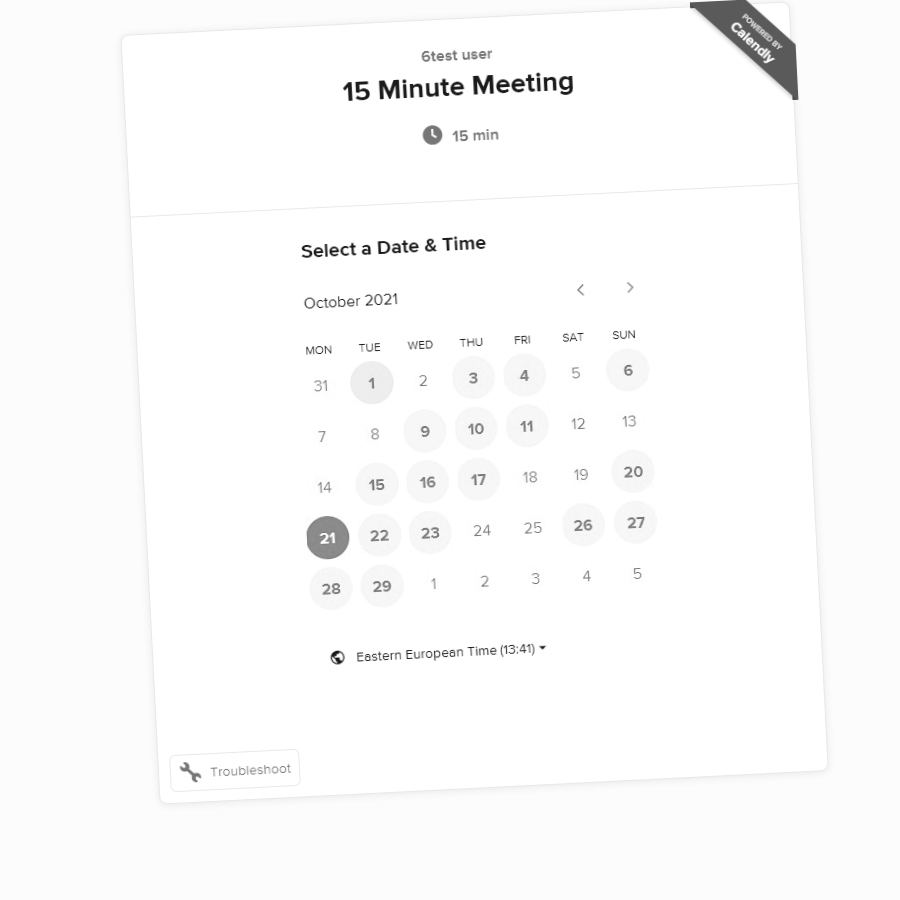 POWERED BY
Calendly
6test user
15 Minute Meeting
15 min
Select a Date & Time
October 2021
MON TUE WED THU FRI SAT SUN
31 1 2 3 4 5 6
7 8 9 10 11 12 13
14 15 16 17 18 19 20
21 22 23 24 25 26 27
28 29 1 2 3 4 5
Eastern European Time (13:41)
Troubleshoot